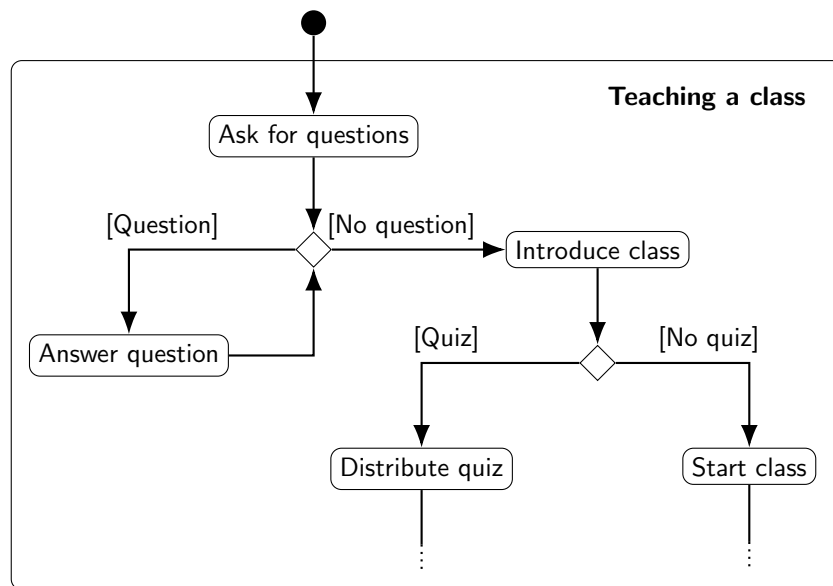 Teaching a class
Ask for questions
[Question]
[No question]
Introduce class
Answer question
[Quiz]
[No quiz]
Distribute quiz
Start class